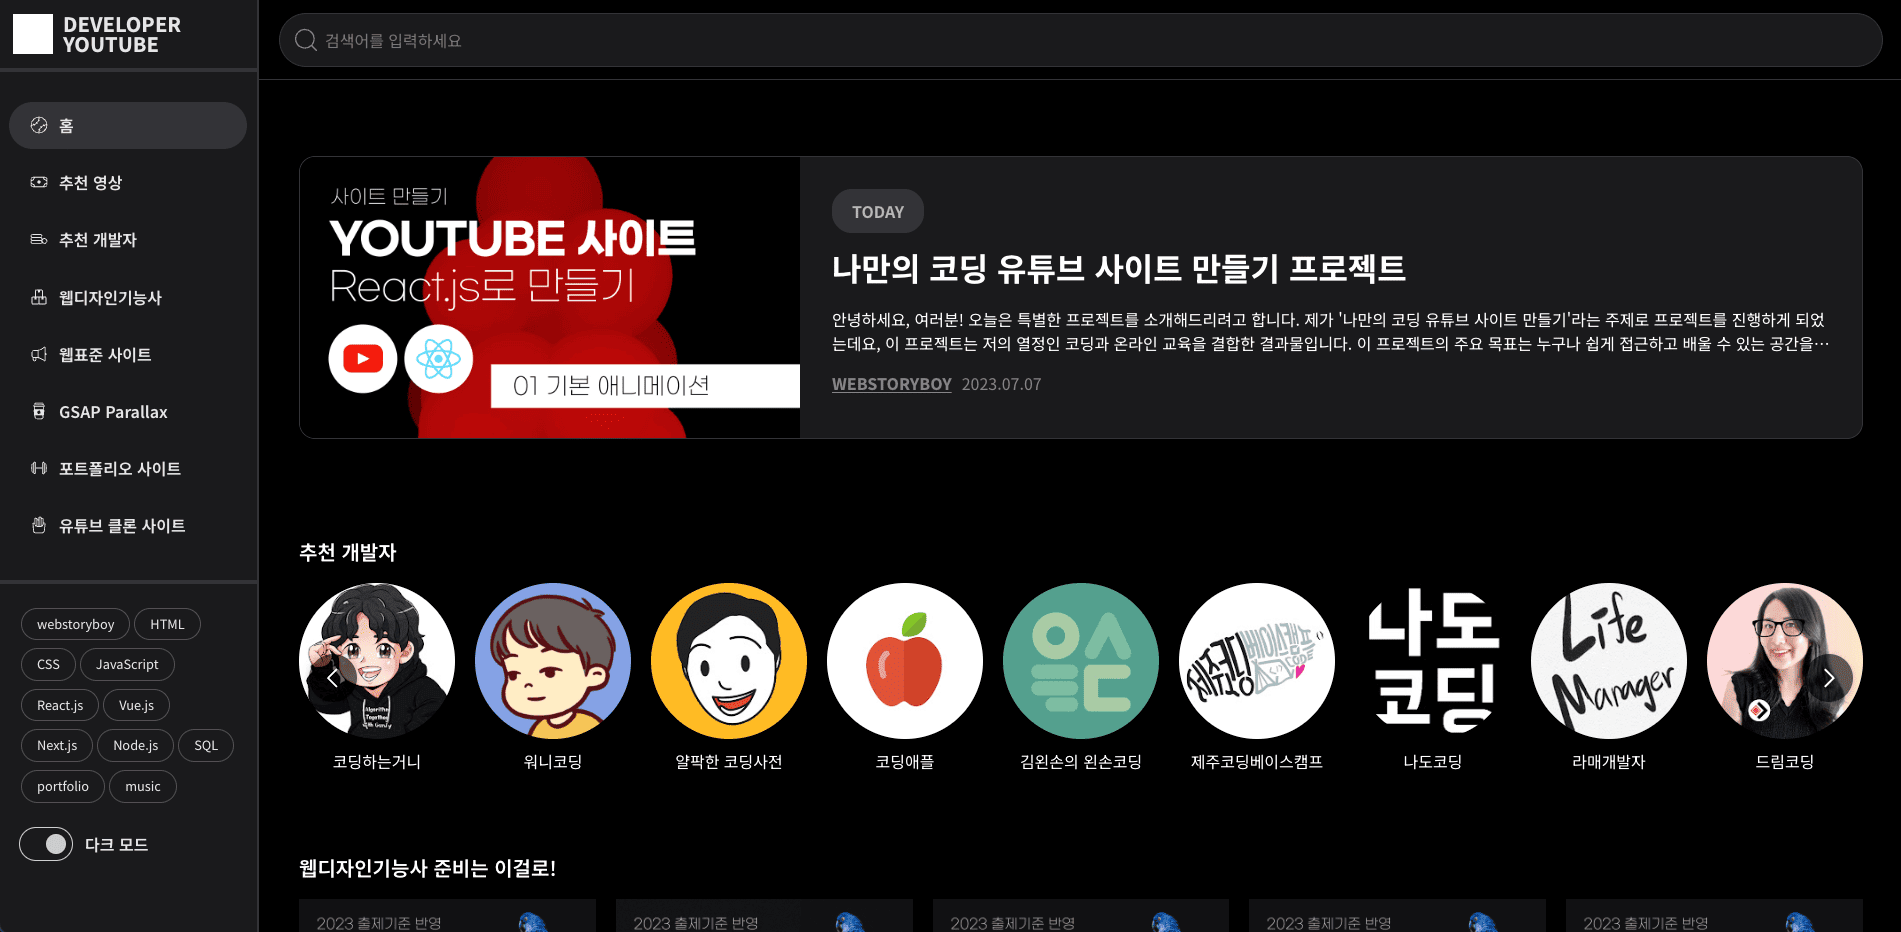 DEVELOPER
YOUTUBE
검색어를 입력하세요
홈
추천 영상
추천 개발자
웹디자인기능사
웹표준 사이트
GSAP Parallax
포트폴리오 사이트
유튜브 클론 사이트
webstoryboy HTML
CSS JavaScript
React.js Vue.js
Next.js Node.js SQL
portfolio music
다크 모드
사이트 만들기
YOUTUBE 사이트
React.js로 만들기
01 기본 애니메이션
TODAY
나만의 코딩 유튜브 사이트 만들기 프로젝트
안녕하세요, 여러분! 오늘은 특별한 프로젝트를 소개해드리려고 합니다. 제가 '나만의 코딩 유튜브 사이트 만들기'라는 주제로 프로젝트를 진행하게 되었
는데요, 이 프로젝트는 저의 열정인 코딩과 온라인 교육을 결합한 결과물입니다. 이 프로젝트의 주요 목표는 누구나 쉽게 접근하고 배울 수 있는 공간을…
WEBSTORYBOY 2023.07.07
추천 개발자
Algorithm
Together
제주코딩베이스캠프
CODE
나도
코딩
Life
Manager
코딩하는거니 워니코딩 얄팍한 코딩사전 코딩애플 김왼손의 왼손코딩 제주코딩베이스캠프 나도코딩 라매개발자 드림코딩
웹디자인기능사 준비는 이걸로!
2023 출제기준 반영 2023 출제기준 반영 2023 출제기준 반영 2023 출제기준 반영 2023 출제기준 반영